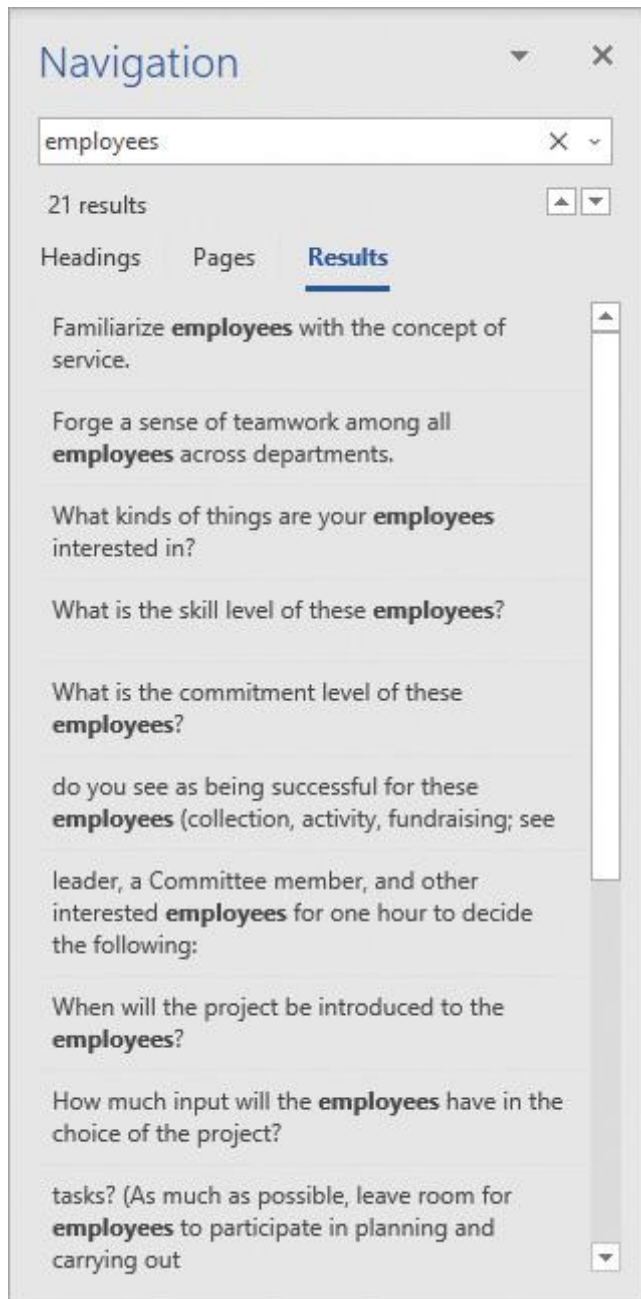 Navigation
employees
21 results
Headings Pages Results
Familiarize employees with the concept of
service.
Forge a sense of teamwork among all
employees across departments.
What kinds of things are your employees
interested in?
What is the skill level of these employees?
What is the commitment level of these
employees?
do you see as being successful for these
employees (collection, activity, fundraising; see
leader, a Committee member, and other
interested employees for one hour to decide
the following:
When will the project be introduced to the
employees?
How much input will the employees have in the
choice of the project?
tasks? (As much as possible, leave room for
employees to participate in planning and
carrying out